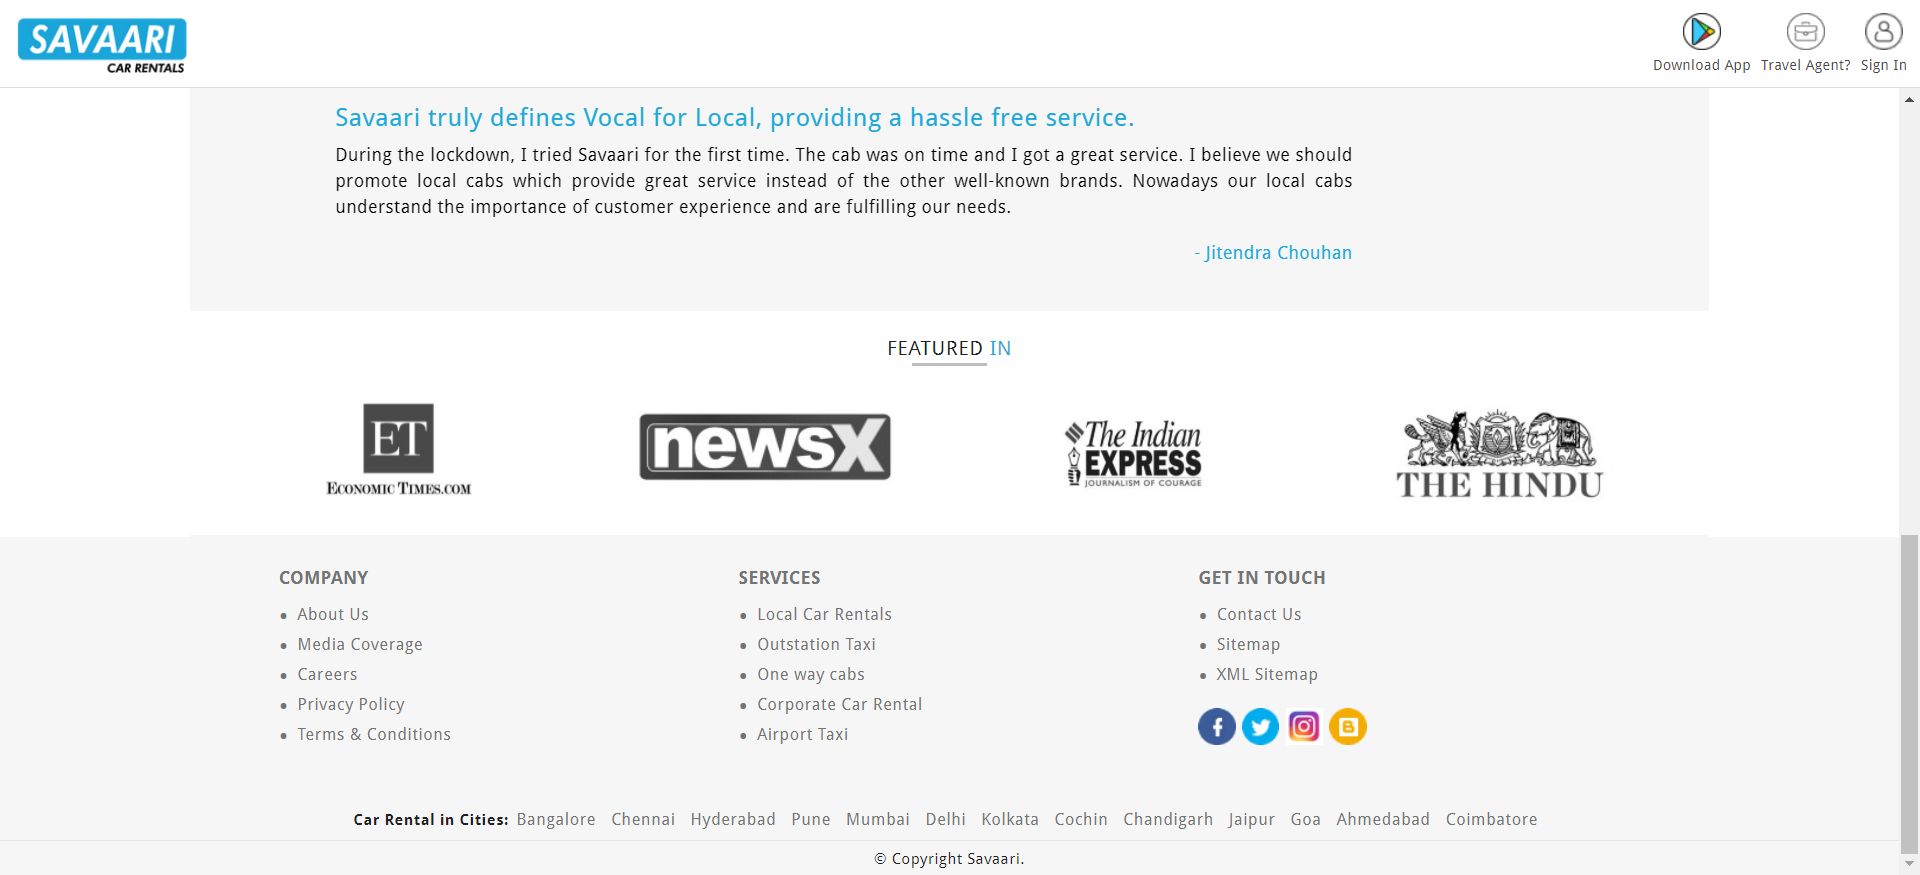 SAVAARI
CAR RENTALS
Download App
Travel Agent?
Sign In
Savaari truly defines Vocal for Local, providing a hassle free service.
During the lockdown, I tried Savaari for the first time. The cab was on time and I got a great service. I believe we should
promote local cabs which provide great service instead of the other well-known brands. Nowadays our local cabs
understand the importance of customer experience and are fulfilling our needs.
- Jitendra Chouhan
FEATURED IN
ET
ECONOMIC TIMES.COM
newsX
The Indian
EXPRESS
JOURNALISM OF COURAGE
THE HINDU
COMPANY
About Us
Media Coverage
Careers
Privacy Policy
Terms & Conditions
SERVICES
Local Car Rentals
Outstation Taxi
One way cabs
Corporate Car Rental
Airport Taxi
GET IN TOUCH
Contact Us
Sitemap
XML Sitemap
Car Rental in Cities: Bangalore Chennai Hyderabad Pune Mumbai Delhi Kolkata Cochin Chandigarh Jaipur Goa Ahmedabad Coimbatore
© Copyright Savaari.